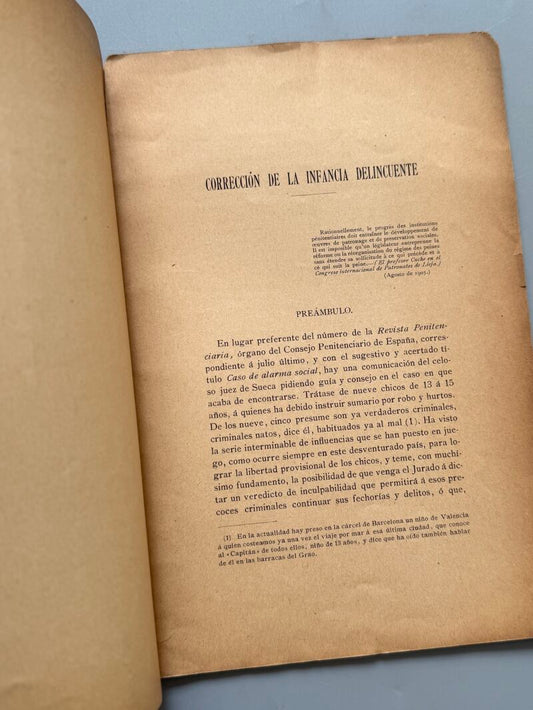 CORRECCIÓN DE LA INFANCIA DELINCUENTE
Rationnellement, le progrès des institutions
pénitentiaires doit entraîner le développement de
œuvres de patronage et de préservation sociales.
Il est impossible qu'un législateur entreprenne la
réforme ou la réorganisation du régime des peines
sans étendre sa sollicitude à ce qui précède et à
ce qui suit la peine.—(El profesor Cuche en el
Congreso internacional de Patronatos de Lieja.)
(Agosto de 1905.)
PREÁMBULO.
En lugar preferente del número de la Revista Peniten-
ciaria, órgano del Consejo Penitenciario de España, corres-
pondiente á julio último, y con el sugestivo y acertado tí-
tulo Caso de alarma social, hay una comunicación del celo-
so juez de Sueca pidiendo guía y consejo en el caso en que
acaba de encontrarse. Trátase de nueve chicos de 13 á 15
años, á quienes ha debido instruir sumario por robo y hurtos.
De los nueve, cinco presume son ya verdaderos criminales,
criminales natos, dice él, habituados ya al mal (1). Ha visto
la serie interminable de influencias que se han puesto en jue-
go, como ocurre siempre en este desventurado país, para lo-
grar la libertad provisional de los chicos, y teme, con muchí-
simo fundamento, la posibilidad de que venga el Jurado á dic-
tar un veredicto de inculpabilidad que permitirá á esos pre-
coces criminales continuar sus fechorías y delitos, ó que,
(1) En la actualidad hay preso en la cárcel de Barcelona un niño de Valencia
á quien costeamos ya una vez el viaje por mar á esa última ciudad, que conoce
al «Capitán» de todos ellos, niño de 13 años, y dice que ha oído también hablar
de él en las barracas del Grao.